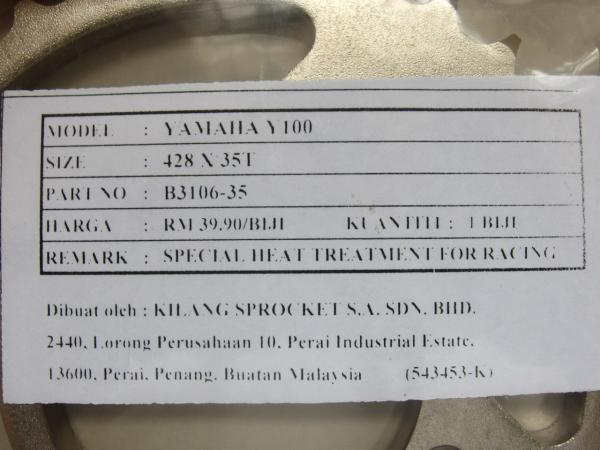 MODEL : YAMAHA Y100
SIZE : 428 X 35T
PART NO : B3106-35
HARGA : RM 39.90/BIJI KUANTITI : 1 BIJI
REMARK : SPECIAL HEAT TREATMENT FOR RACING
Dibuat oleh : KILANG SPROCKET S.A. SDN. BHD.
2440, Lorong Perusahaan 10, Perai Industrial Estate,
13600, Perai, Penang. Buatan Malaysia (543453-K)